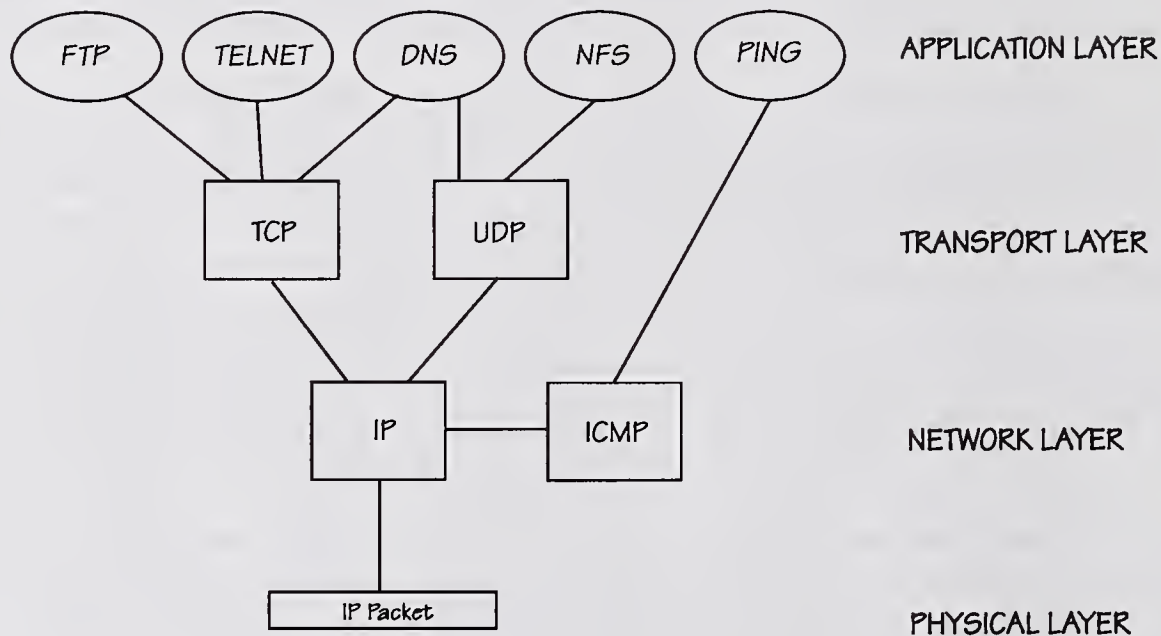 FTP TELNET DNS NFS PING APPLICATION LAYER
TCP UDP TRANSPORT LAYER
IP ICMP NETWORK LAYER
IP Packet PHYSICAL LAYER